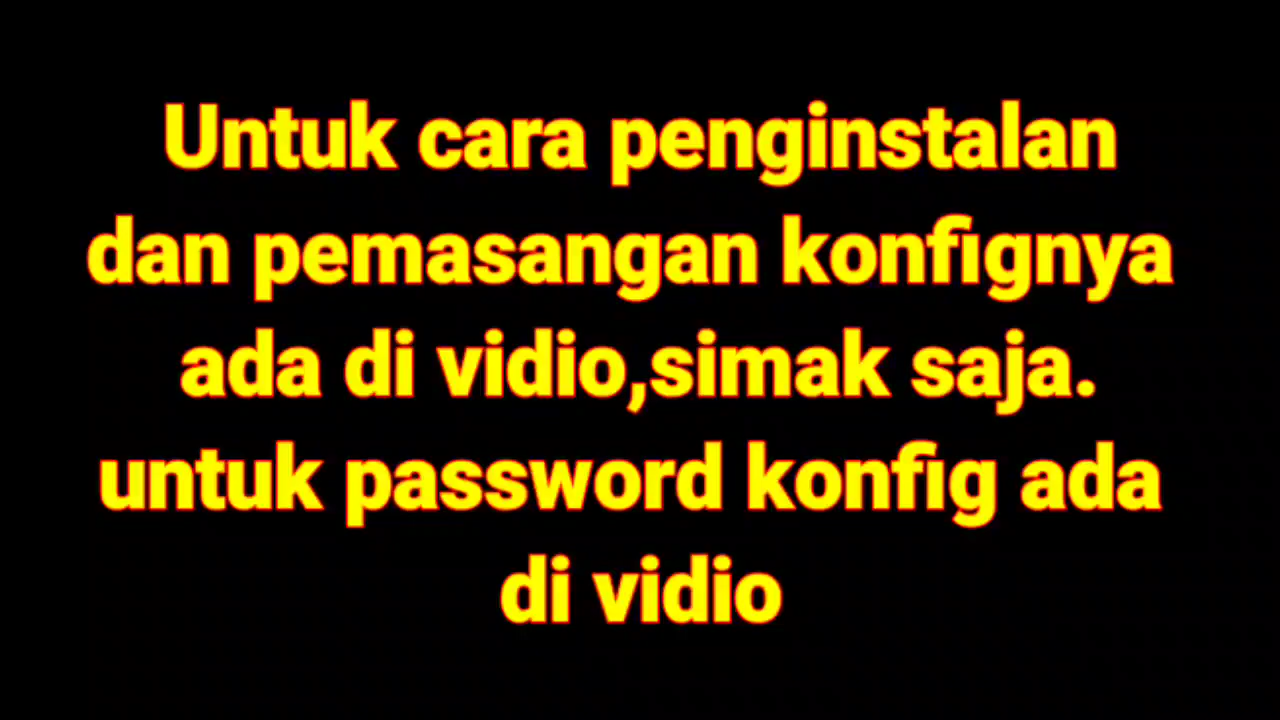 Untuk cara penginstalan
dan pemasangan konfignya
ada di vidio,simak saja.
untuk password konfig ada
di vidio